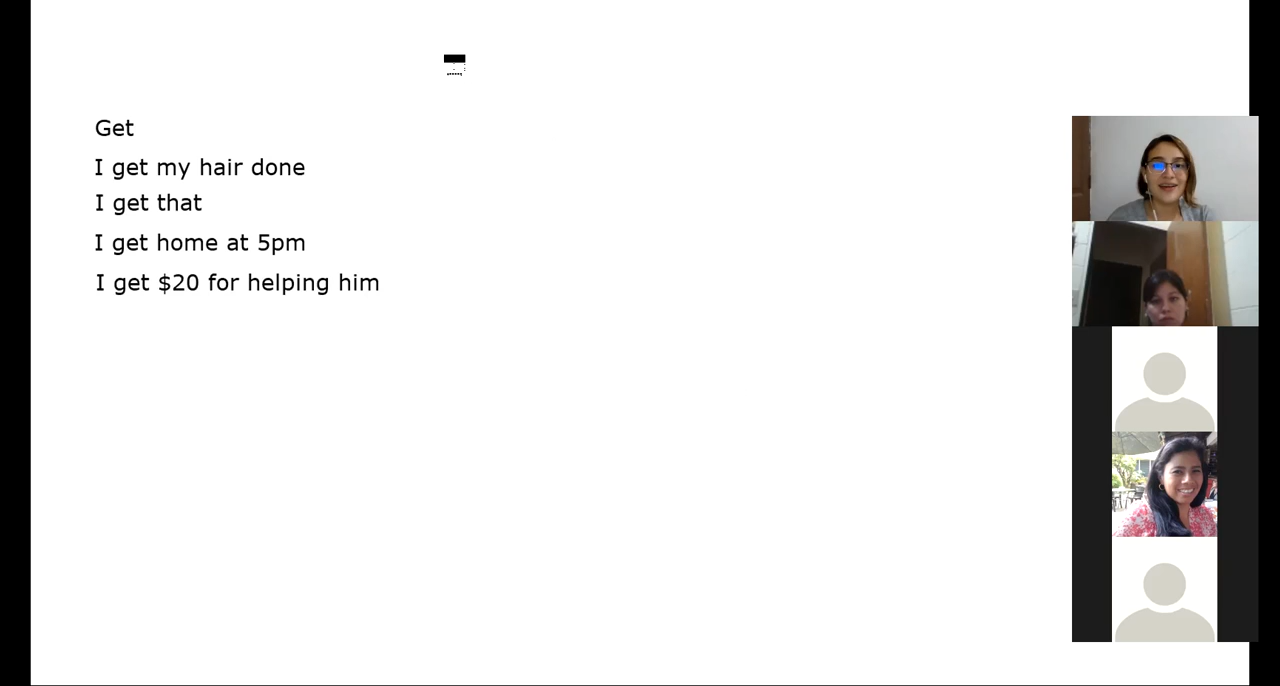 Get
I get my hair done
I get that
I get home at 5pm
I get $20 for helping him